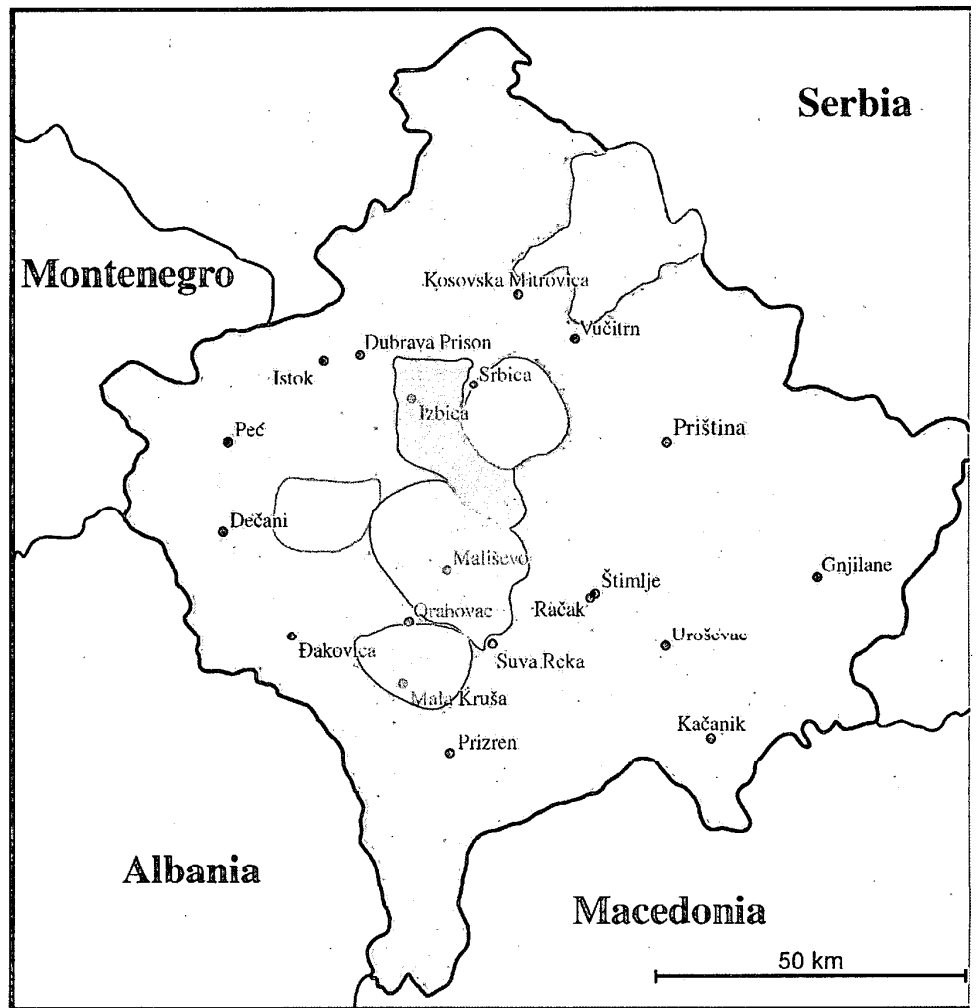 Serbia
Montenegro
Kosovska Mitrovica
Vučitrn
Dubrava Prison
Istok
Srbica
Izbica
Peć
Priština
Dečani
Mališevo
Gnjilane
Štimlje
Račak
Orahovac
Uroševac
Đakovica
Suva Reka
Mala Kruša
Kačanik
Prizren
Albania
Macedonia
50 km